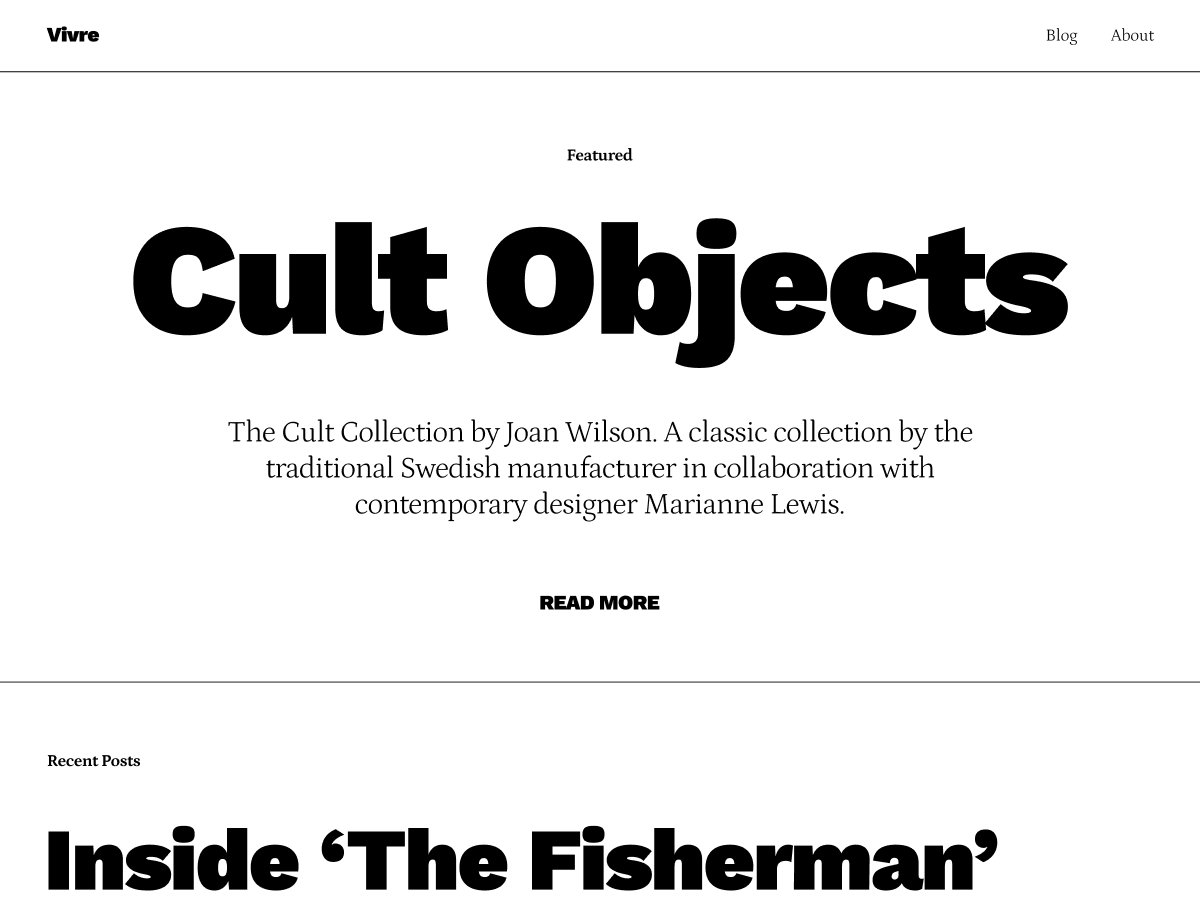 Vivre
Blog
About
Featured
Cult Objects
The Cult Collection by Joan Wilson. A classic collection by the
traditional Swedish manufacturer in collaboration with
contemporary designer Marianne Lewis.
READ MORE
Recent Posts
Inside ‘The Fisherman’